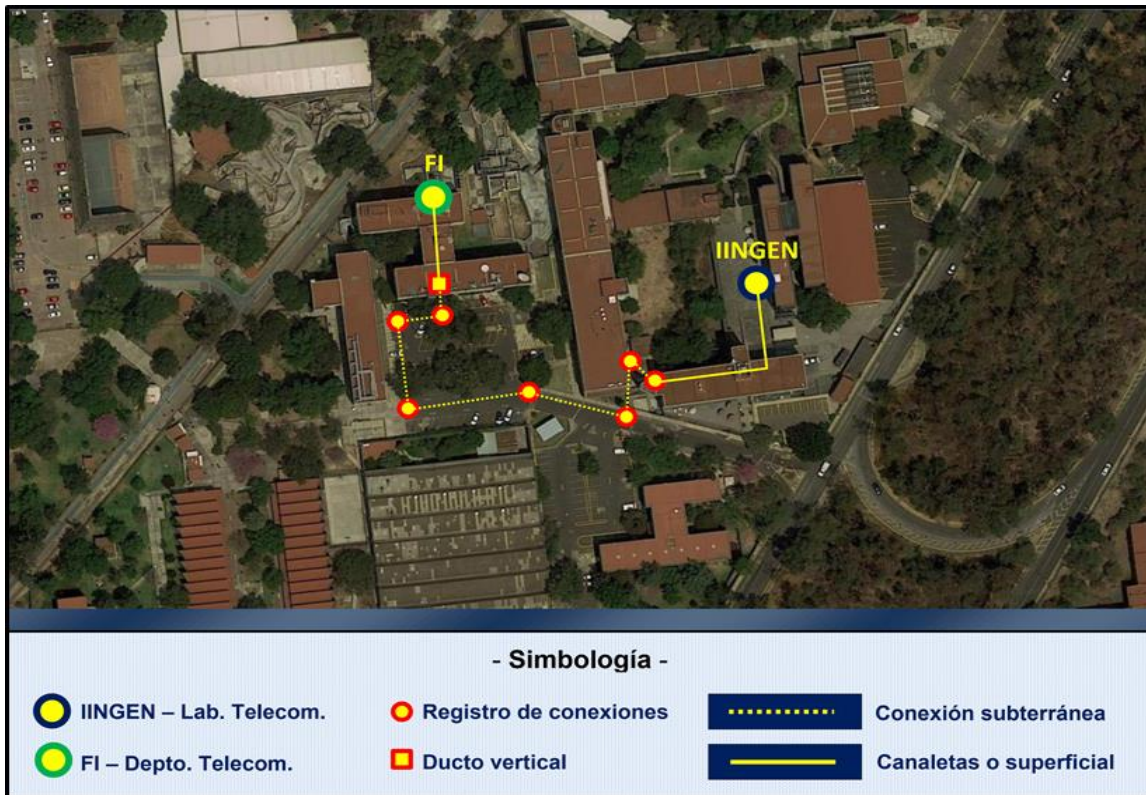 FI
IINGEN
- Simbología -
IINGEN – Lab. Telecom.
Registro de conexiones
Conexión subterránea
FI – Depto. Telecom.
Ducto vertical
Canaletas o superficial